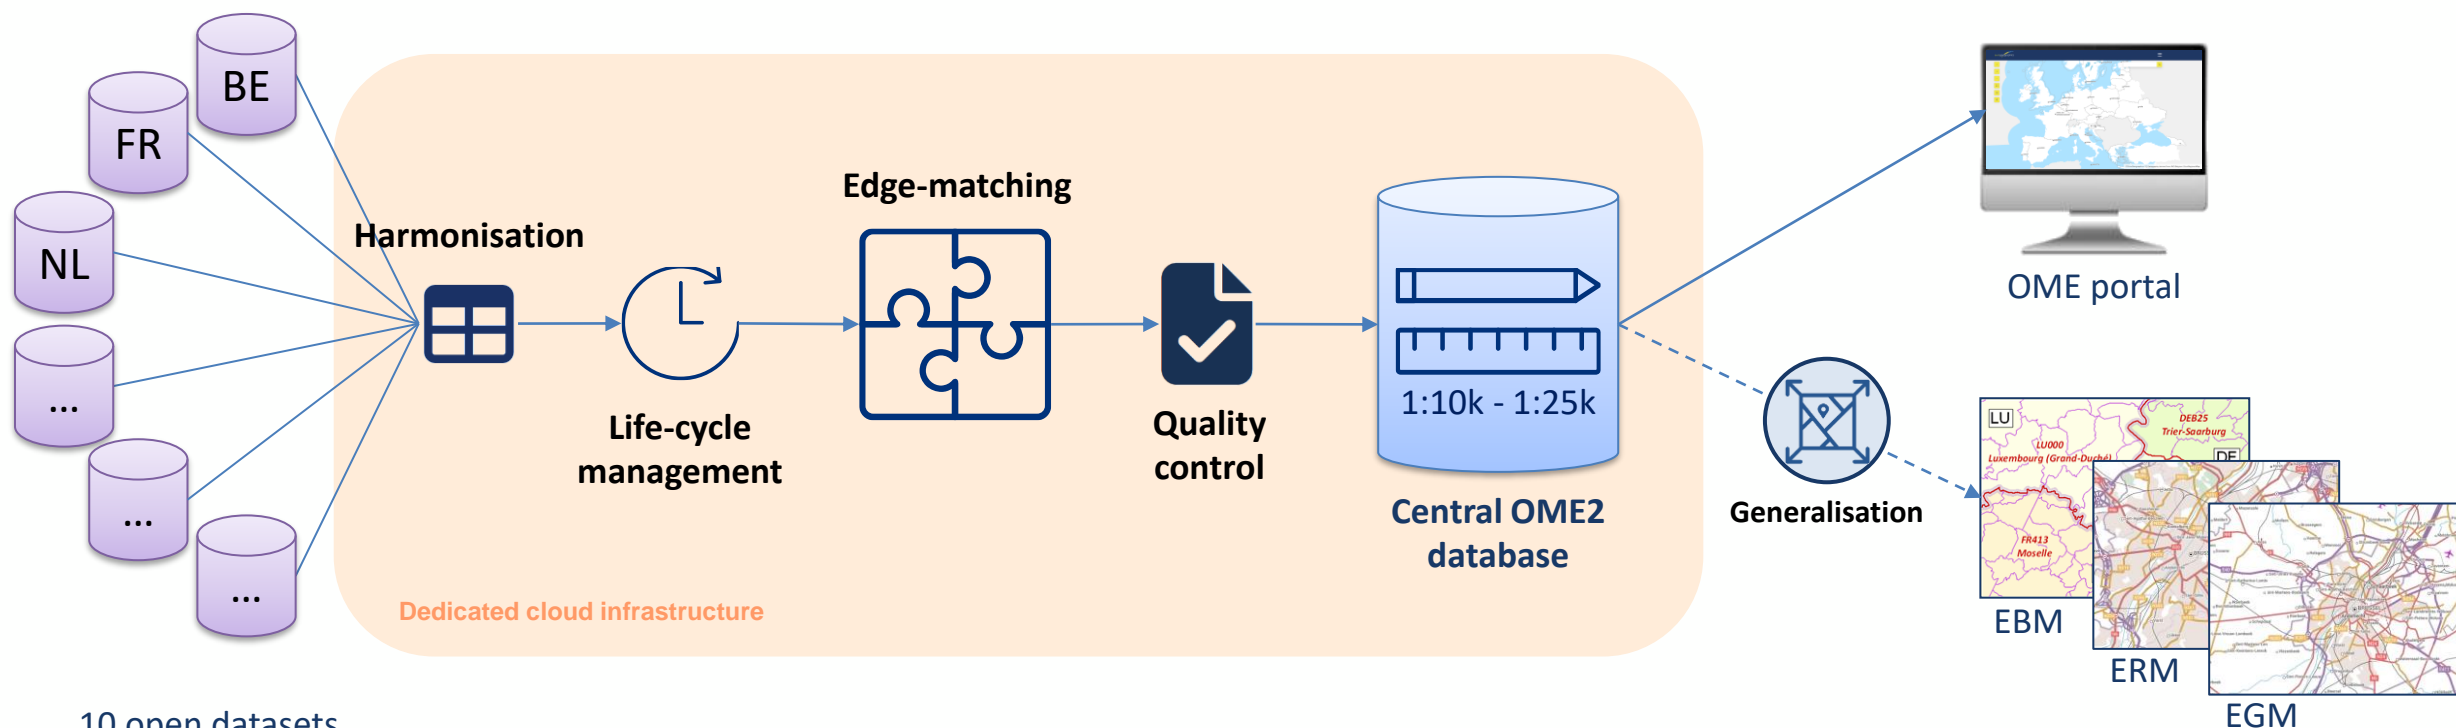 BE
FR
NL
...
...
...
10 open datasets
Harmonisation
Life-cycle
management
Edge-matching
Quality
control
1:10k - 1:25k
Central OME2
database
Dedicated cloud infrastructure
OME portal
Generalisation
LU
DEB25
Trier-Saarburg
LU000
Luxembourg (Grand-Duché)
DE
FR413
Moselle
EBM
ERM
EGM